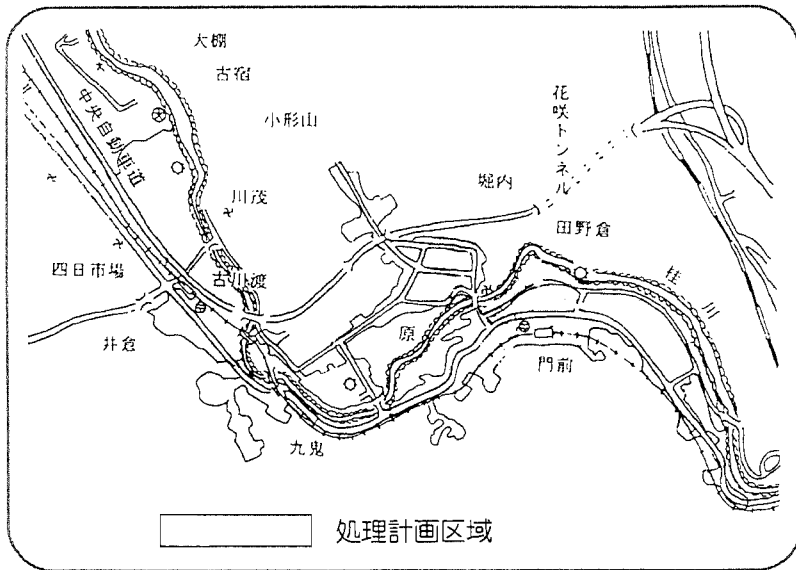 大棚
古宿
小形山
中央自動車道
花咲トンネル
堀内
川茂
田野倉
四日市場
古川渡
桂川
井倉
原
門前
九鬼
処理計画区域